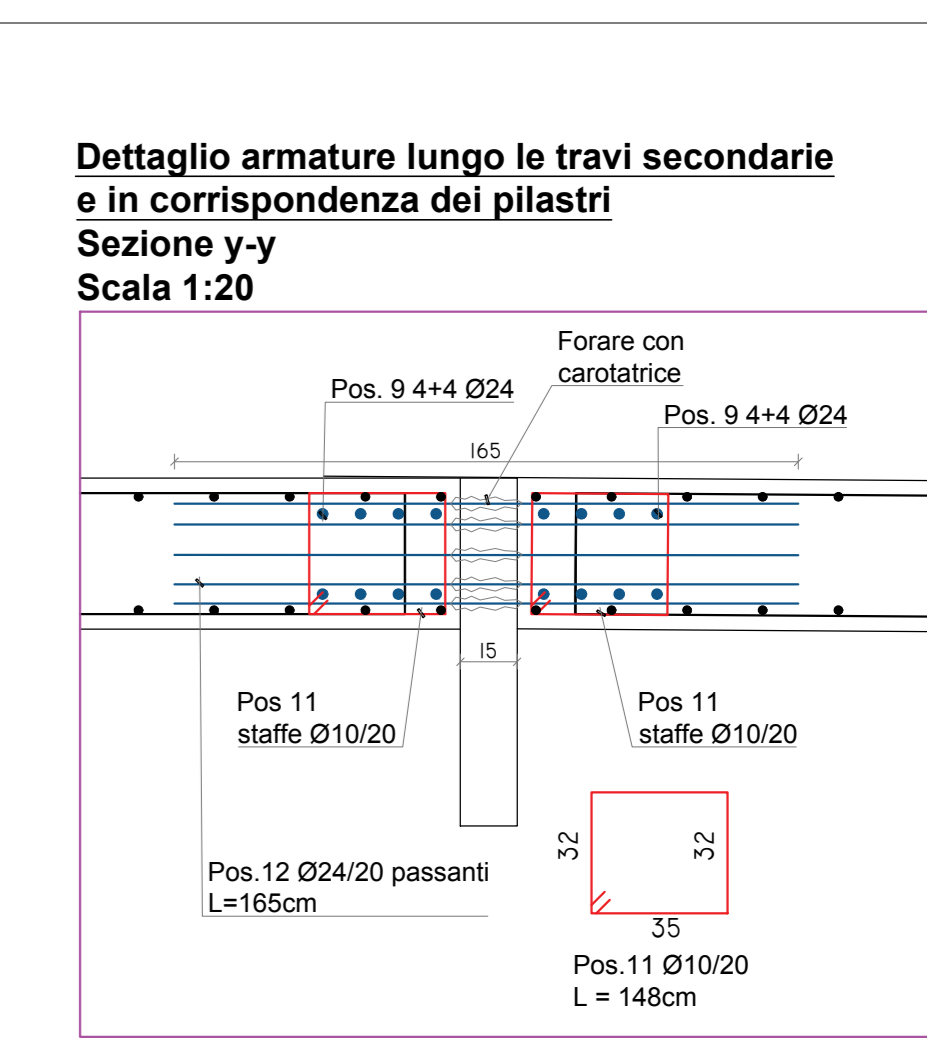 Dettaglio armature lungo le travi secondarie
e in corrispondenza dei pilastri
Sezione y-y
Scala 1:20
Forare con
carotatrice
Pos. 9 4+4 Ø24
Pos. 9 4+4 Ø24
165
15
Pos 11
staffe Ø10/20
Pos 11
staffe Ø10/20
Pos.12 Ø24/20 passanti
L=165cm
32
32
35
Pos.11 Ø10/20
L = 148cm